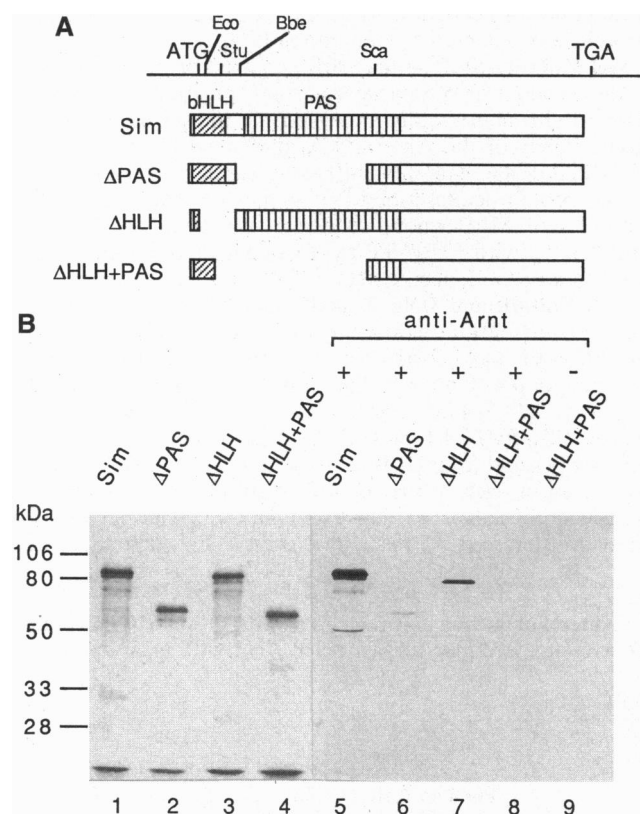 A
Eco Bbe
ATG Stu Sca TGA
bHLH PAS
Sim
ΔPAS
ΔHLH
ΔHLH+PAS
B
anti-Arnt
+ + + + -
Sim ΔPAS ΔHLH ΔHLH+PAS Sim ΔPAS ΔHLH ΔHLH+PAS ΔHLH+PAS
kDa
106
80
50
33
28
1 2 3 4 5 6 7 8 9